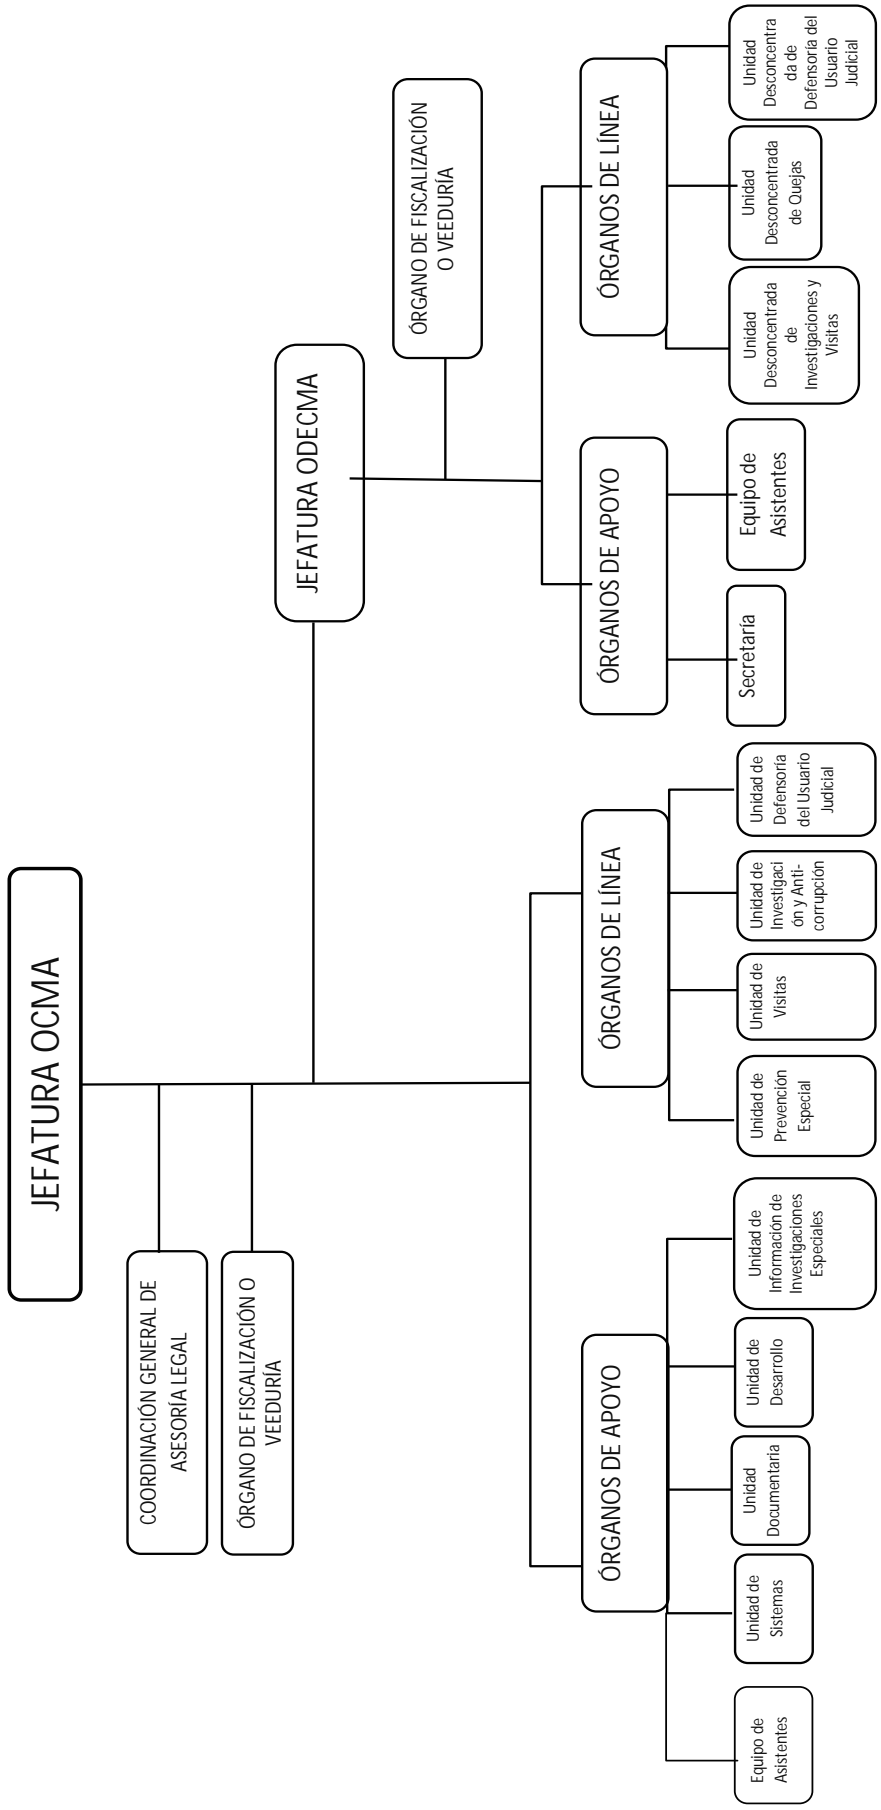 JEFATURA OCMA
COORDINACIÓN GENERAL DE
ASESORÍA LEGAL
ÓRGANO DE FISCALIZACIÓN O
VEEDURÍA
JEFATURA ODECMA
ÓRGANO DE FISCALIZACIÓN
O VEEDURÍA
ÓRGANOS DE APOYO
ÓRGANOS DE LÍNEA
ÓRGANOS DE APOYO
ÓRGANOS DE LÍNEA
Equipo de
Asistentes
Unidad de
Sistemas
Unidad
Documentaria
Unidad de
Desarrollo
Unidad de
Información de
Investigaciones
Especiales
Unidad de
Prevención
Especial
Unidad de
Visitas
Unidad de
Investigaci
ón y Anti-
corrupción
Unidad de
Defensoría
del Usuario
Judicial
Secretaría
Equipo de
Asistentes
Unidad
Desconcentrada
de
Investigaciones y
Visitas
Unidad
Desconcentrada
de Quejas
Unidad
Desconcentra
da de
Defensoría del
Usuario
Judicial